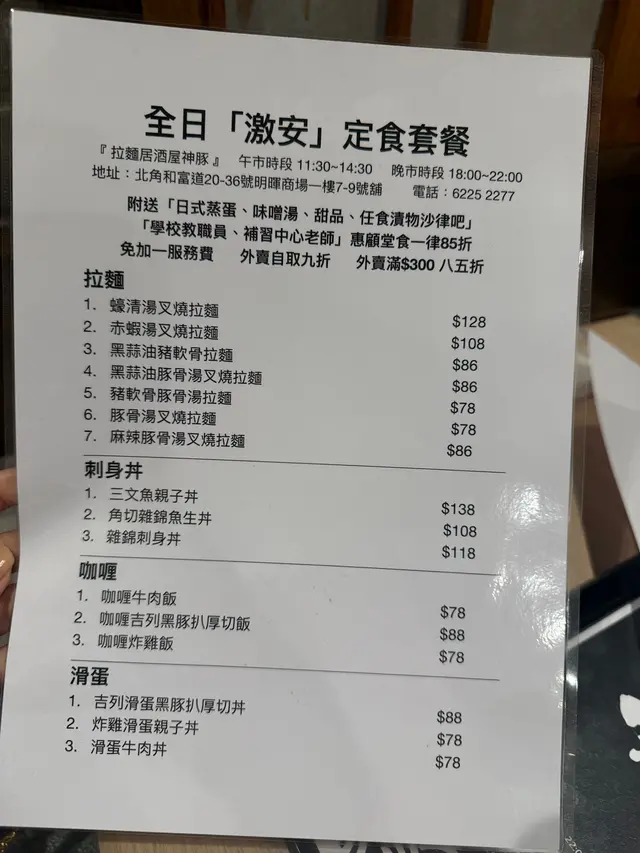 全日「激安」定食套餐
『 拉麵居酒屋神豚 』 午市時段 11:30~14:30 晚市時段 18:00~22:00
地址：北角和富道20-36號明暉商場一樓7-9號舖 電話：6225 2277
附送「日式蒸蛋、味噌湯、甜品、任食漬物沙律吧」
「學校教職員、補習中心老師」惠顧堂食一律85折
免加一服務費 外賣自取九折 外賣滿$300 八五折
拉麵
1. 蠔清湯叉燒拉麵 $128
2. 赤蝦湯叉燒拉麵 $108
3. 黑蒜油豬軟骨拉麵 $86
4. 黑蒜油豚骨湯叉燒拉麵 $86
5. 豬軟骨豚骨湯拉麵 $78
6. 豚骨湯叉燒拉麵 $78
7. 麻辣豚骨湯叉燒拉麵 $86
刺身丼
1. 三文魚親子丼 $138
2. 角切雜錦魚生丼 $108
3. 雜錦刺身丼 $118
咖喱
1. 咖喱牛肉飯 $78
2. 咖喱吉列黑豚扒厚切飯 $88
3. 咖喱炸雞飯 $78
滑蛋
1. 吉列滑蛋黑豚扒厚切丼 $88
2. 炸雞滑蛋親子丼 $78
3. 滑蛋牛肉丼 $78